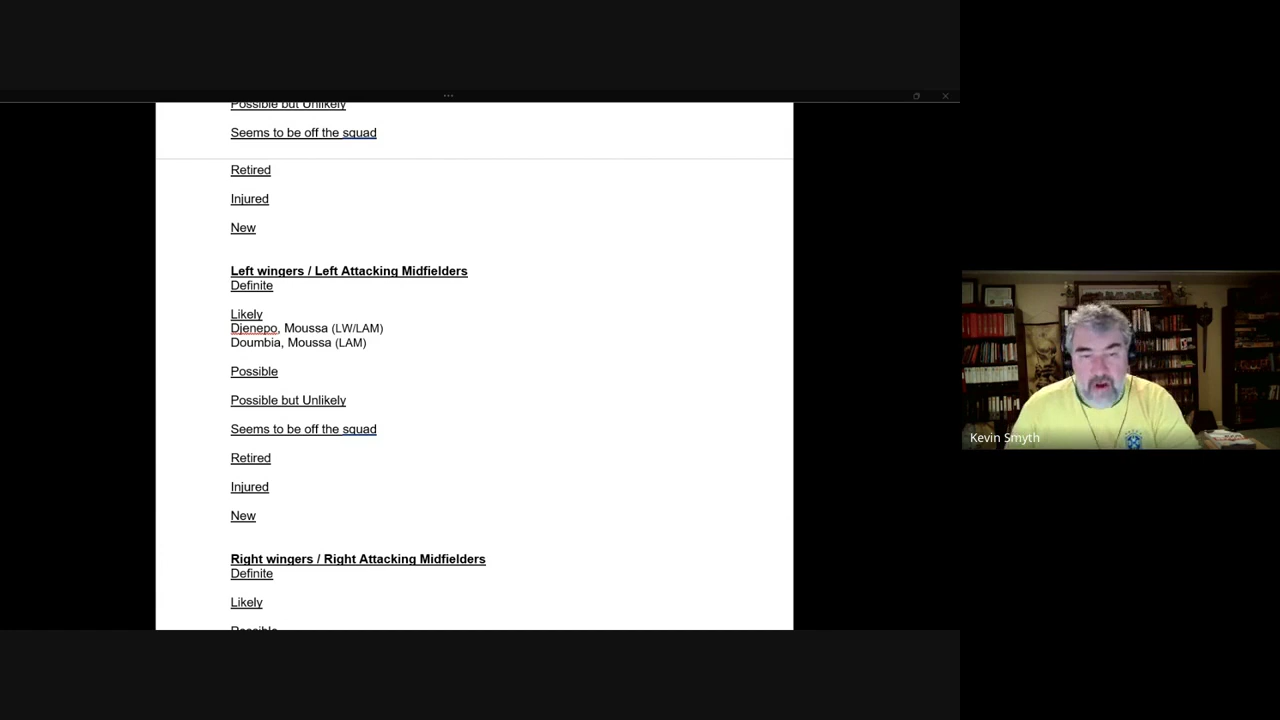 Possible but Unlikely
Seems to be off the squad
Retired
Injured
New
Left wingers / Left Attacking Midfielders
Definite
Likely
Djenepo, Moussa (LW/LAM)
Doumbia, Moussa (LAM)
Possible
Possible but Unlikely
Seems to be off the squad
Retired
Injured
New
Right wingers / Right Attacking Midfielders
Definite
Likely
Possible
Kevin Smyth